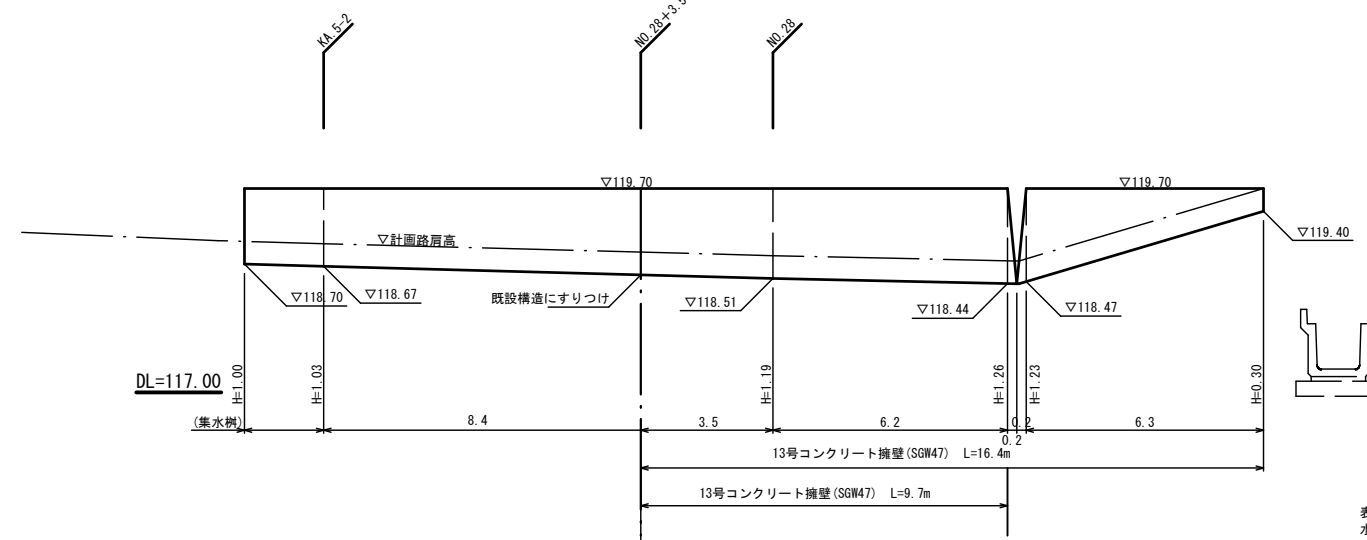 KA.5-2
NO.28+3.5
NO.28
▽119.70
▽119.70
▽計画路肩高
▽119.40
▽118.70
▽118.67
既設構造にすりつけ
▽118.51
▽118.44
▽118.47
DL=117.00
H=1.00
H=1.03
H=1.19
H=1.26
H=1.23
H=0.30
(集水桝)
8.4
3.5
6.2
0.2
0.2
6.3
13号コンクリート擁壁(SGW47) L=16.4m
13号コンクリート擁壁(SGW47) L=9.7m